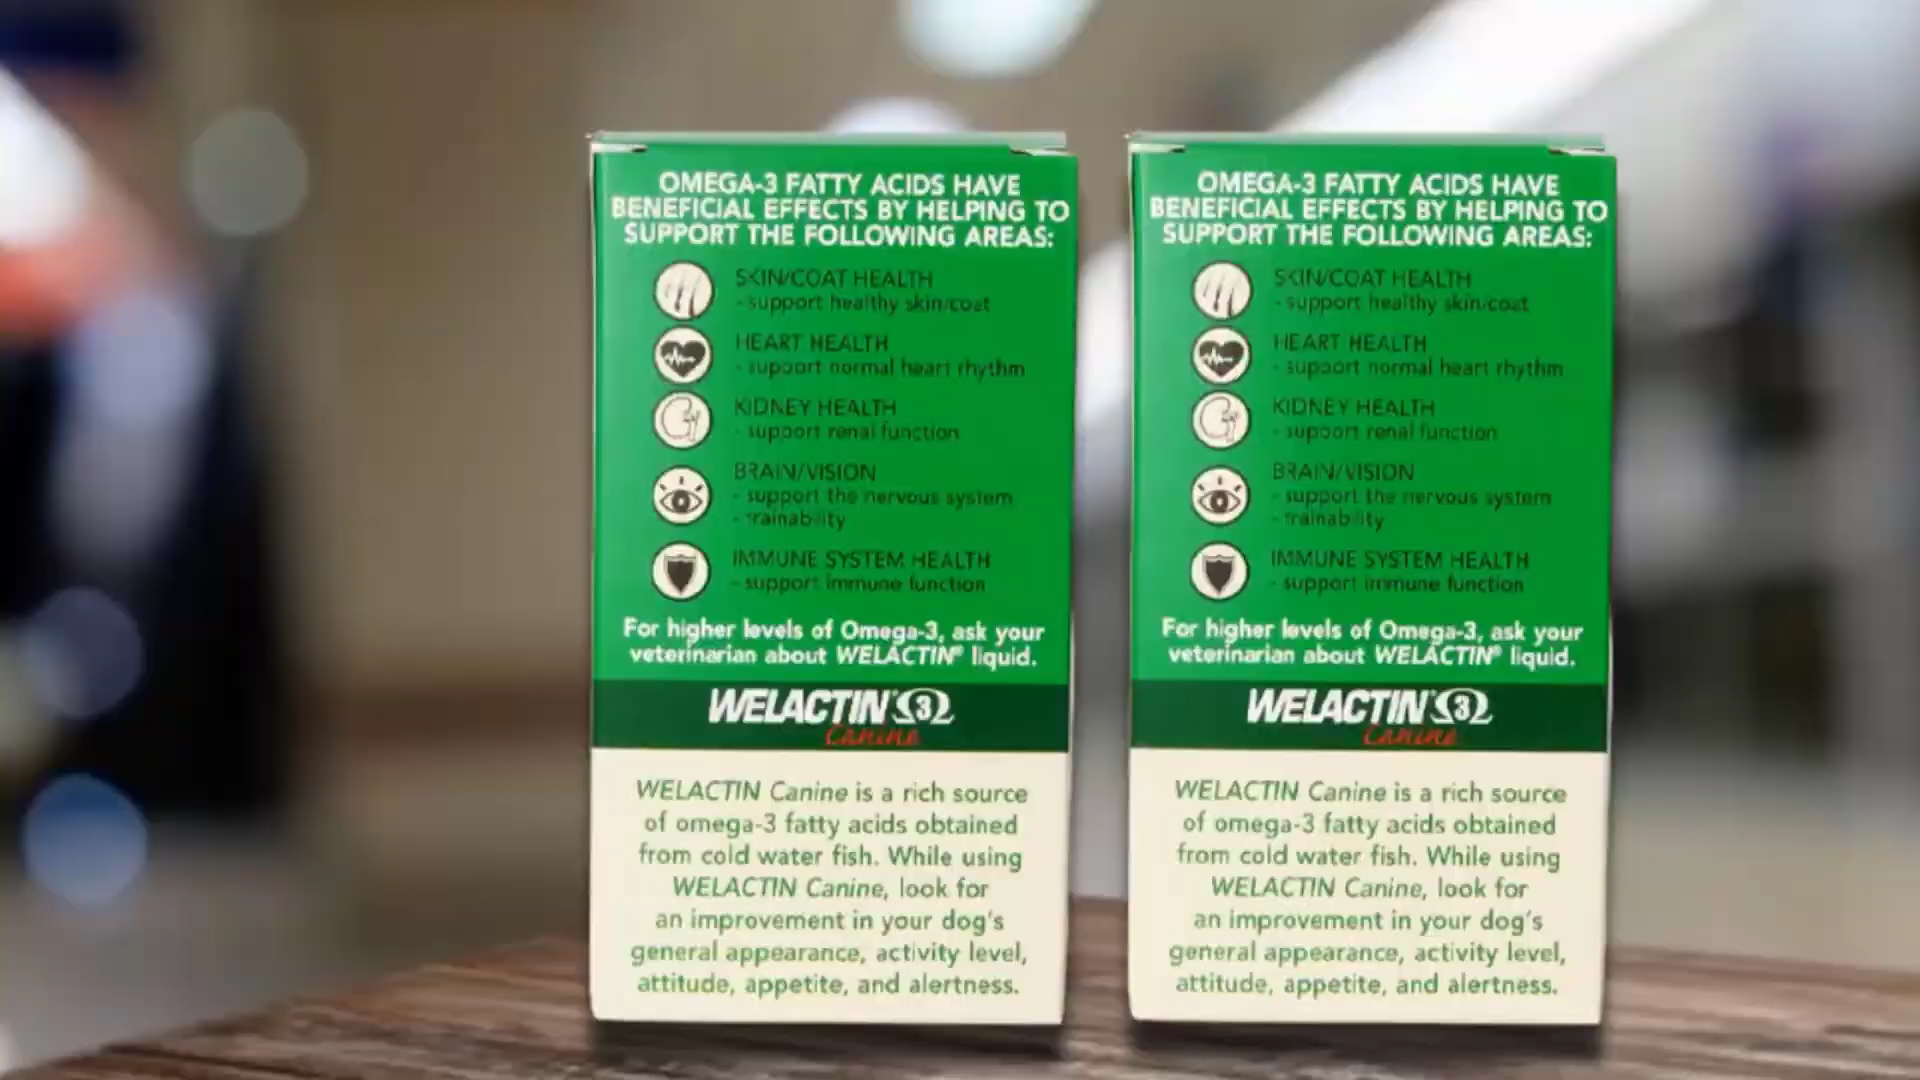 OMEGA-3 FATTY ACIDS HAVE
BENEFICIAL EFFECTS BY HELPING TO
SUPPORT THE FOLLOWING AREAS:
SKIN/COAT HEALTH
- support healthy skin/coat
HEART HEALTH
- support normal heart rhythm
KIDNEY HEALTH
- support renal function
BRAIN/VISION
- support the nervous system
- trainability
IMMUNE SYSTEM HEALTH
- support immune function
For higher levels of Omega-3, ask your
veterinarian about WELACTIN® liquid.
WELACTIN® 3
Canine
WELACTIN Canine is a rich source
of omega-3 fatty acids obtained
from cold water fish. While using
WELACTIN Canine, look for
an improvement in your dog's
general appearance, activity level,
attitude, appetite, and alertness.
OMEGA-3 FATTY ACIDS HAVE
BENEFICIAL EFFECTS BY HELPING TO
SUPPORT THE FOLLOWING AREAS:
SKIN/COAT HEALTH
- support healthy skin/coat
HEART HEALTH
- support normal heart rhythm
KIDNEY HEALTH
- support renal function
BRAIN/VISION
- support the nervous system
- trainability
IMMUNE SYSTEM HEALTH
- support immune function
For higher levels of Omega-3, ask your
veterinarian about WELACTIN® liquid.
WELACTIN® 3
Canine
WELACTIN Canine is a rich source
of omega-3 fatty acids obtained
from cold water fish. While using
WELACTIN Canine, look for
an improvement in your dog's
general appearance, activity level,
attitude, appetite, and alertness.